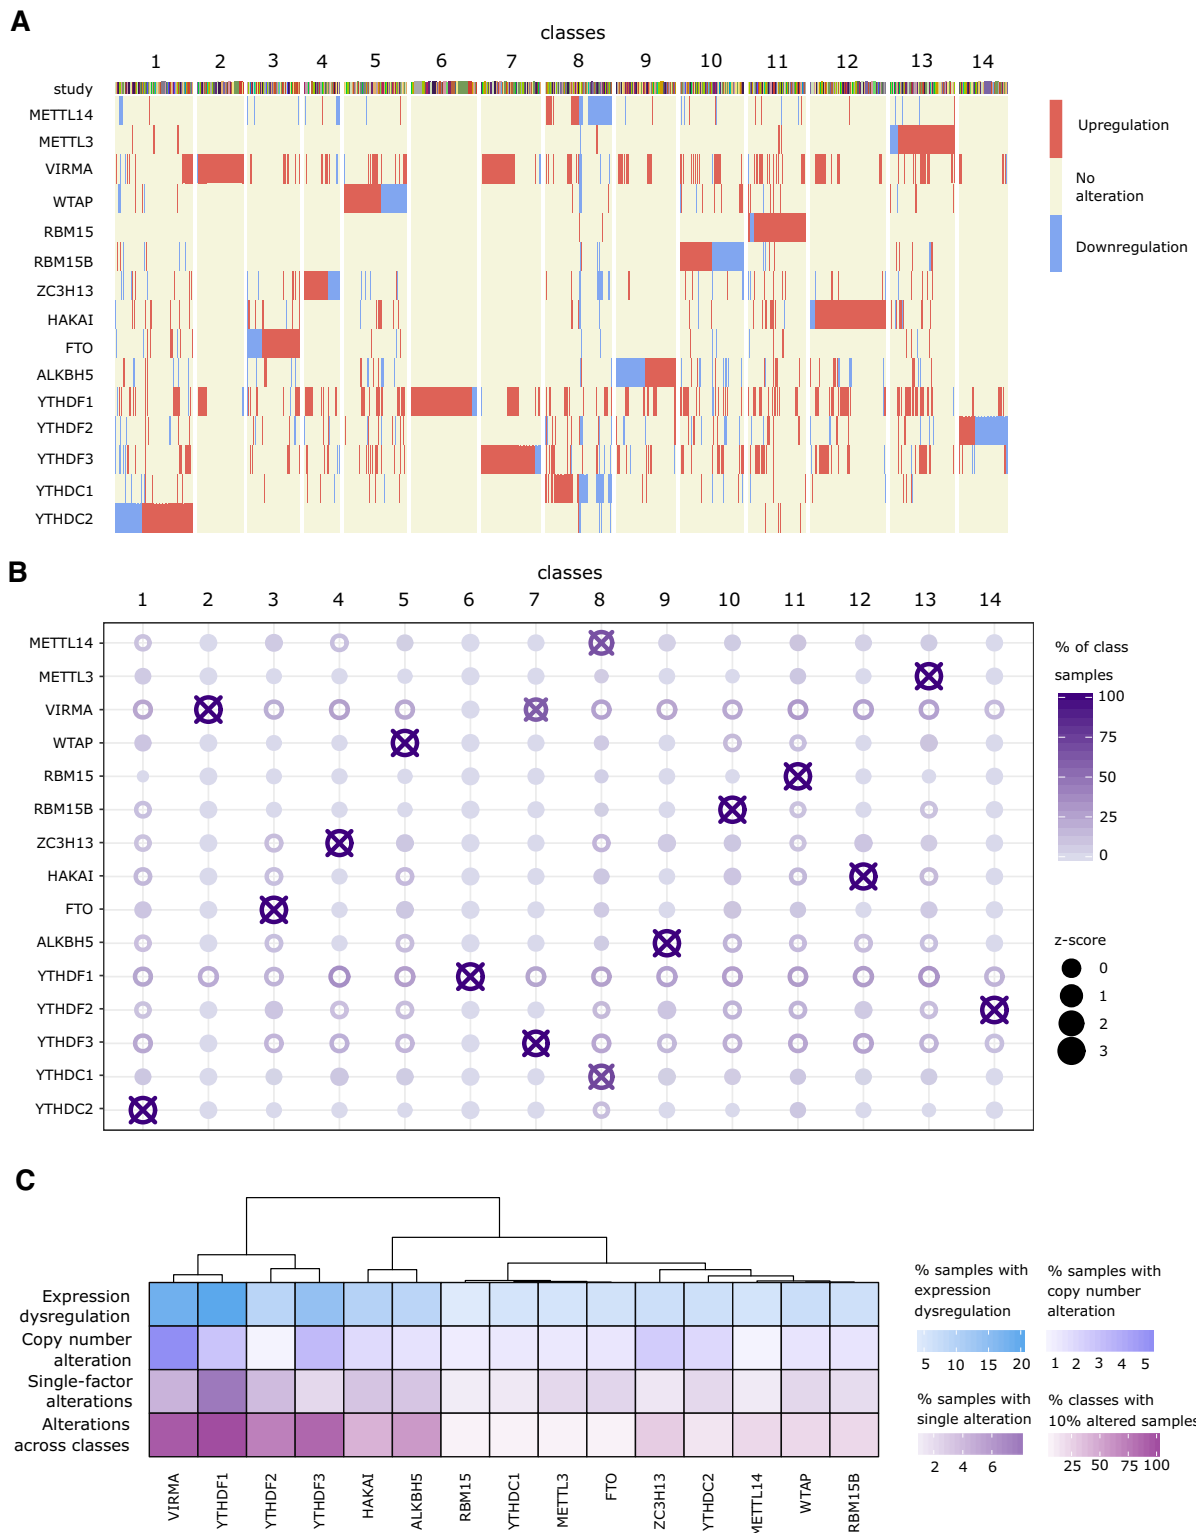 A
classes
1 2 3 4 5 6 7 8 9 10 11 12 13 14
study
METTL14
METTL3
VIRMA
WTAP
RBM15
RBM15B
ZC3H13
HAKAI
FTO
ALKBH5
YTHDF1
YTHDF2
YTHDF3
YTHDC1
YTHDC2
Upregulation
No
alteration
Downregulation
B
classes
1 2 3 4 5 6 7 8 9 10 11 12 13 14
METTL14
METTL3
VIRMA
WTAP
RBM15
RBM15B
ZC3H13
HAKAI
FTO
ALKBH5
YTHDF1
YTHDF2
YTHDF3
YTHDC1
YTHDC2
% of class
samples
100
75
50
25
0
z-score
0
1
2
3
C
Expression
dysregulation
Copy number
alteration
Single-factor
alterations
Alterations
across classes
VIRMA
YTHDF1
YTHDF2
YTHDF3
HAKAI
ALKBH5
RBM15
YTHDC1
METTL3
FTO
ZC3H13
YTHDC2
METTL14
WTAP
RBM15B
% samples with
expression
dysregulation
5 10 15 20
% samples with
copy number
alteration
1 2 3 4 5
% samples with
single alteration
2 4 6
% classes with
10% altered samples
25 50 75 100